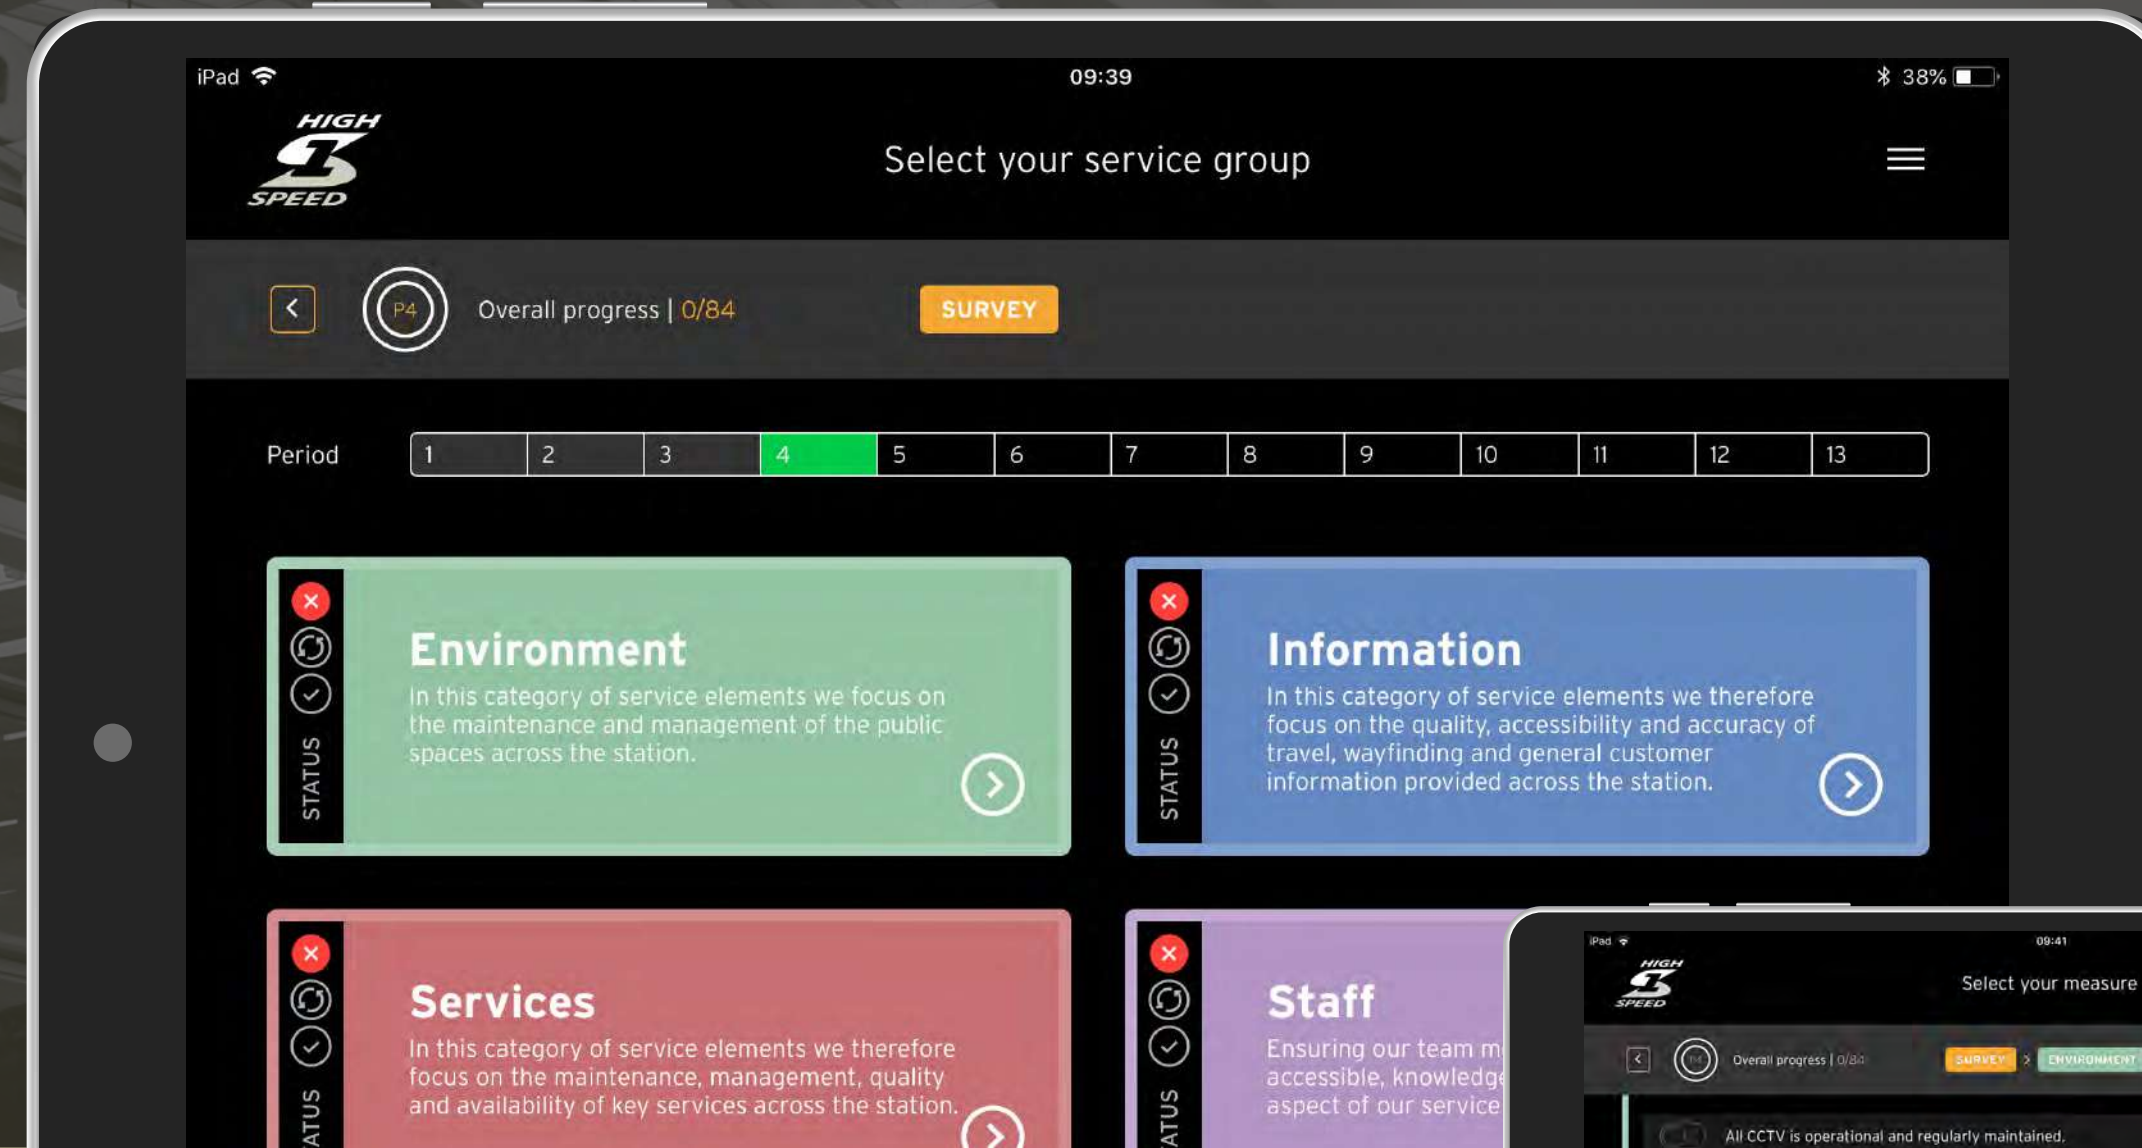 iPad
09:39
38%
HIGH
1
SPEED
Select your service group
P4
Overall progress | 0/84
SURVEY
Period
1 2 3 4 5 6 7 8 9 10 11 12 13
STATUS
Environment
In this category of service elements we focus on
the maintenance and management of the public
spaces across the station.
STATUS
Information
In this category of service elements we therefore
focus on the quality, accessibility and accuracy of
travel, wayfinding and general customer
information provided across the station.
ATUS
Services
In this category of service elements we therefore
focus on the maintenance, management, quality
and availability of key services across the station.
ATUS
Staff
Ensuring our team m
accessible, knowledge
aspect of our service
iPad
09:41
HIGH
1
SPEED
Select your measure
P4
Overall progress | 0/84
SURVEY > ENVIRONMENT
All CCTV is operational and regularly maintained.